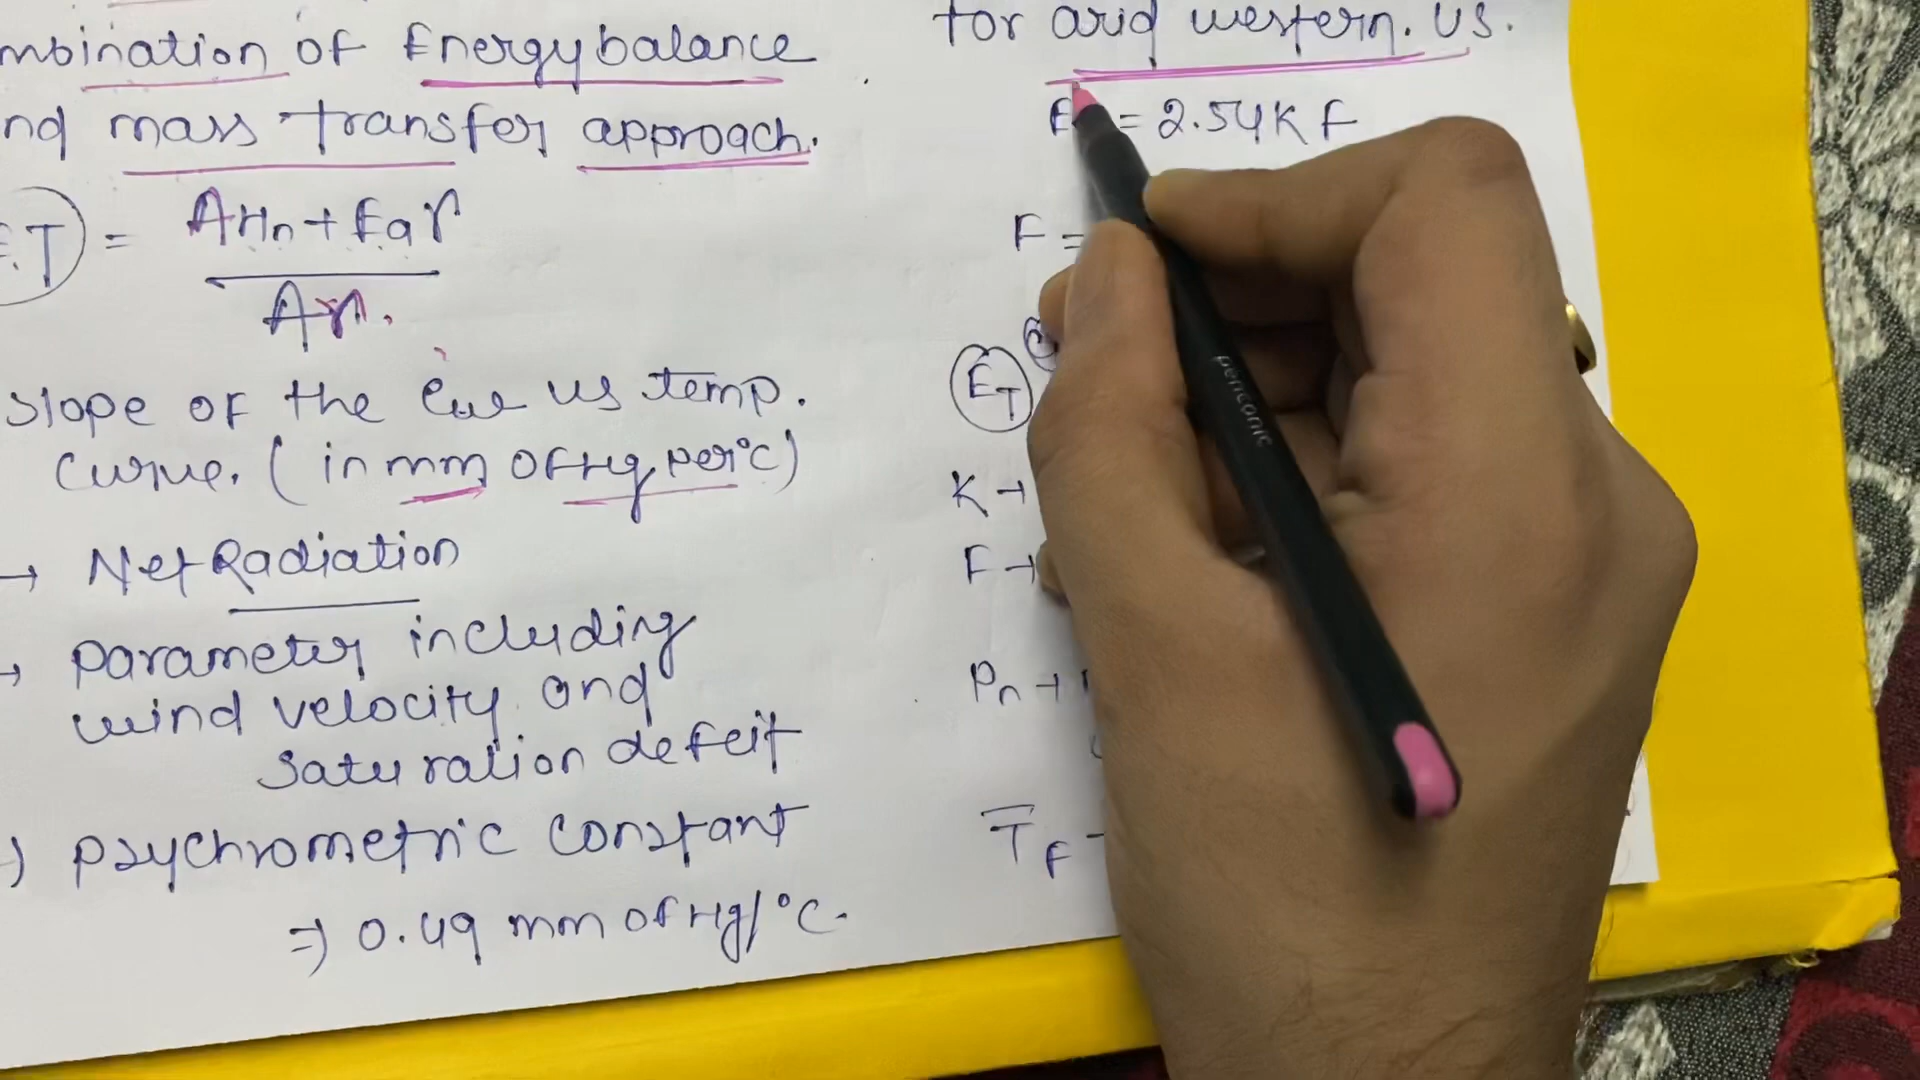 mbination of Energy balance
nd mass transfer approach.
E.T = AHn + Ea r
Ar.
slope of the vs temp.
curve. (in mm of Hg per °C)
→ Net Radiation
→ parameter including
wind velocity and
saturation defeit
psychrometric constant
⇒ 0.49 mm of Hg/°C.
for arid western. US.
= 2.54 K F
F =
ET
K →
F →
Pn →
T̅F
penconic